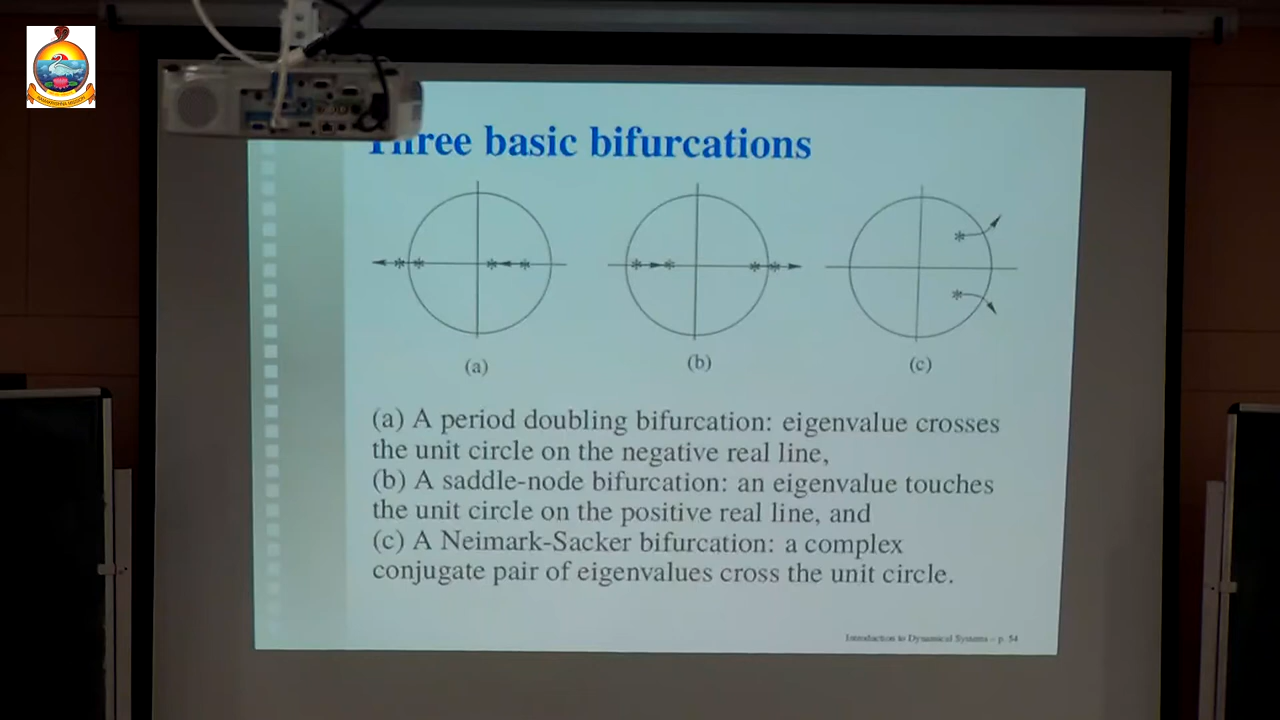 Three basic bifurcations
(a)
(b)
(c)
(a) A period doubling bifurcation: eigenvalue crosses
the unit circle on the negative real line,
(b) A saddle-node bifurcation: an eigenvalue touches
the unit circle on the positive real line, and
(c) A Neimark-Sacker bifurcation: a complex
conjugate pair of eigenvalues cross the unit circle.
Introduction to Dynamical Systems – p. 54